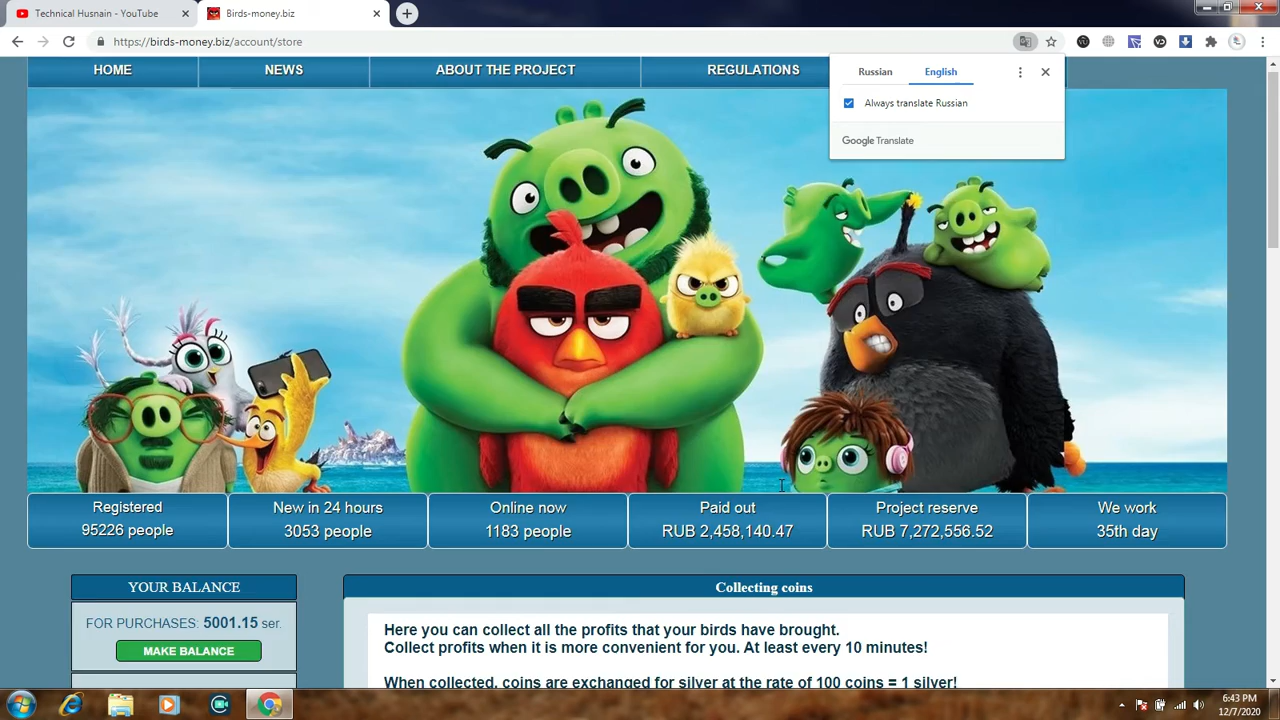 Technical Husnain - YouTube
Birds-money.biz
https://birds-money.biz/account/store
HOME
NEWS
ABOUT THE PROJECT
REGULATIONS
Russian
English
Always translate Russian
Google Translate
Registered
95226 people
New in 24 hours
3053 people
Online now
1183 people
Paid out
RUB 2,458,140.47
Project reserve
RUB 7,272,556.52
We work
35th day
YOUR BALANCE
FOR PURCHASES: 5001.15 ser.
MAKE BALANCE
Collecting coins
Here you can collect all the profits that your birds have brought.
Collect profits when it is more convenient for you. At least every 10 minutes!
When collected, coins are exchanged for silver at the rate of 100 coins = 1 silver!
6:43 PM
12/7/2020